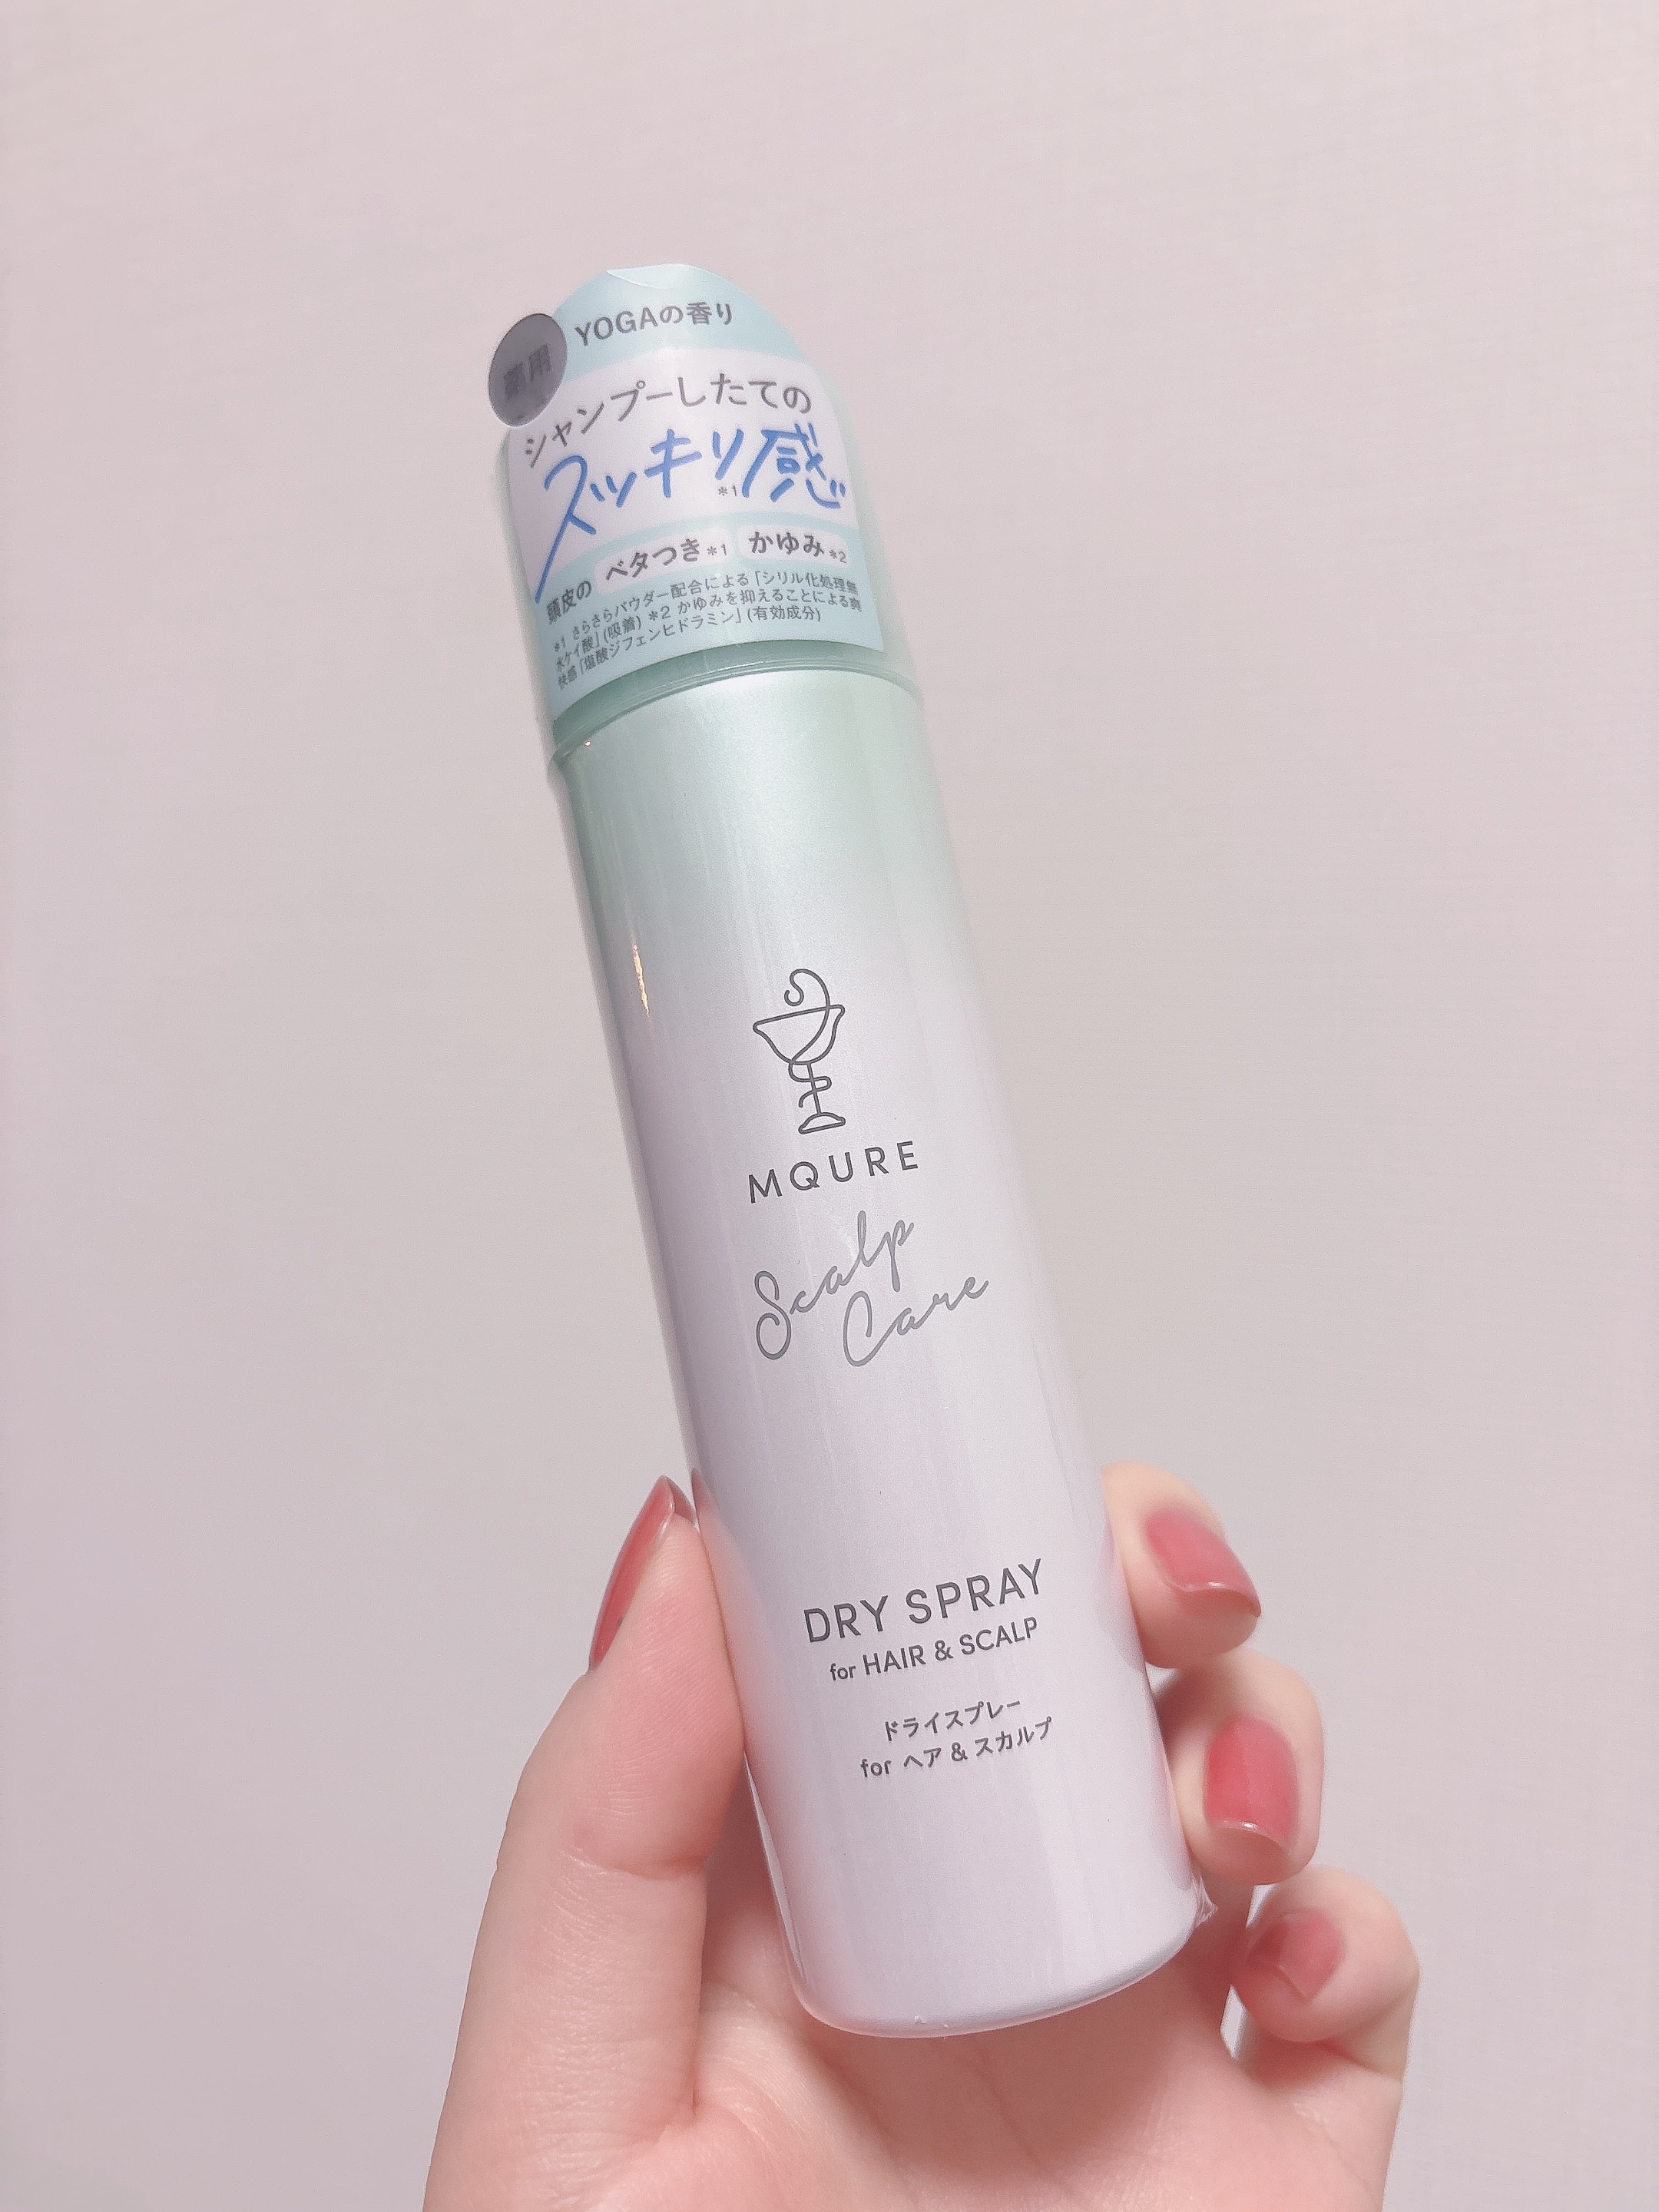 YOGAの香り
薬用
シャンプーしたての
スッキリ感
*1
頭皮の ベタつき*1 かゆみ*2
*1 さらさらパウダー配合による「シリル化処理無
水ケイ酸」(吸着) *2 かゆみを抑えることによる爽
快感「塩酸ジフェンヒドラミン」(有効成分)
MQURE
Scalp
Care
DRY SPRAY
for HAIR & SCALP
ドライスプレー
for ヘア & スカルプ